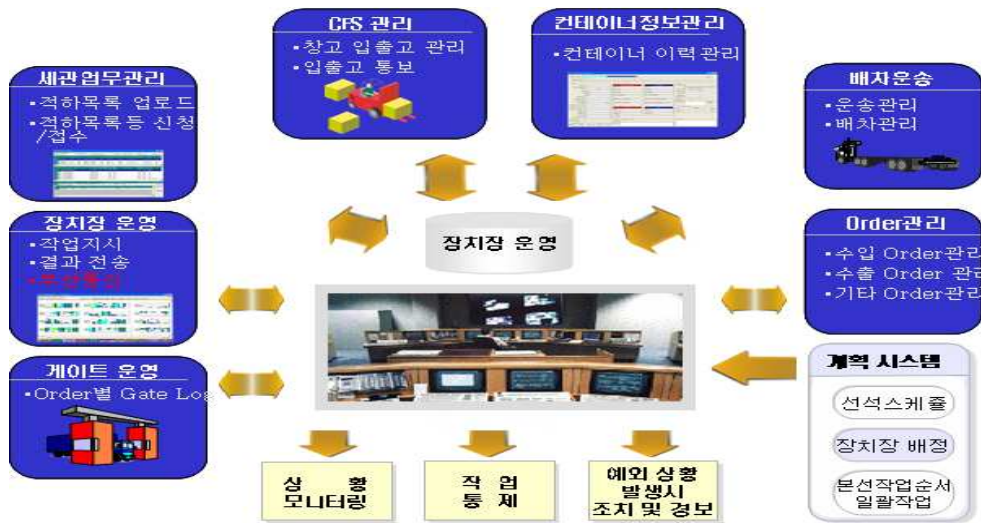 CFS 관리
•창고 입출고 관리
•입출고 통보
컨테이너정보관리
•컨테이너 이력관리
세관업무관리
•적하목록 업로드
•적하목록등 신청
/접수
배차운송
•운송관리
•배차관리
장치장 운영
•작업지시
•결과 전송
•무선통신
장치장 운영
Order관리
•수입 Order관리
•수출 Order 관리
•기타 Order관리
게이트 운영
•Order별 Gate Log
계획 시스템
선석스케쥴
장치장 배정
본선작업순서
일괄작업
상 황
모니터링
작 업
통 제
예외 상황
발생시
조치 및 경보